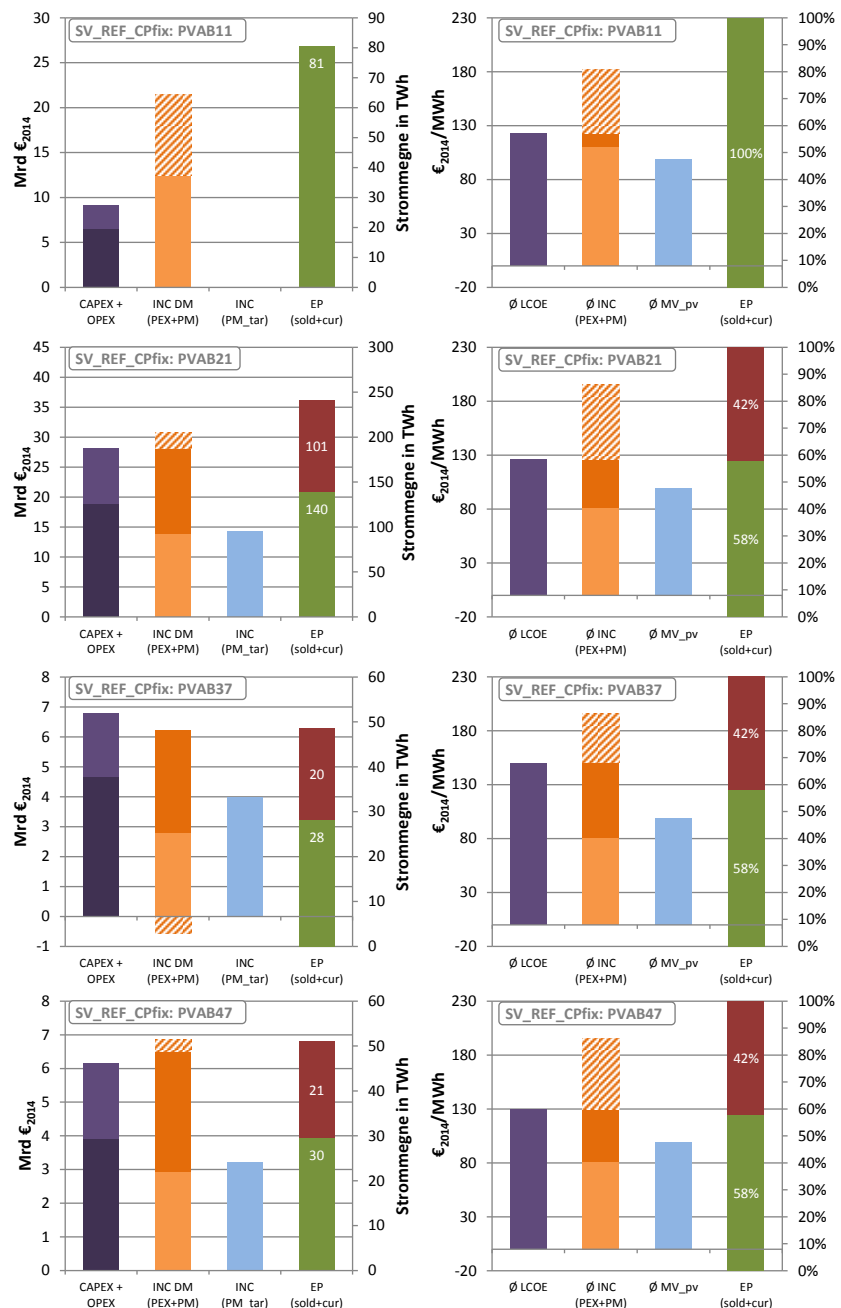 SV_REF_CPfix: PVAB11
Mrd €2014
30
25
20
15
10
5
0
81
90
80
70
60
50
40
30
20
10
0
Strommegne in TWh
CAPEX + OPEX
INC DM (PEX+PM)
INC (PM_tar)
EP (sold+cur)
SV_REF_CPfix: PVAB11
€2014/MWh
230
180
130
80
30
-20
100%
100%
90%
80%
70%
60%
50%
40%
30%
20%
10%
0%
Ø LCOE
Ø INC (PEX+PM)
Ø MV_pv
EP (sold+cur)
SV_REF_CPfix: PVAB21
Mrd €2014
45
40
35
30
25
20
15
10
5
0
101
140
300
250
200
150
100
50
0
Strommegne in TWh
CAPEX + OPEX
INC DM (PEX+PM)
INC (PM_tar)
EP (sold+cur)
SV_REF_CPfix: PVAB21
€2014/MWh
230
180
130
80
30
-20
42%
58%
100%
90%
80%
70%
60%
50%
40%
30%
20%
10%
0%
Ø LCOE
Ø INC (PEX+PM)
Ø MV_pv
EP (sold+cur)
SV_REF_CPfix: PVAB37
Mrd €2014
8
7
6
5
4
3
2
1
0
-1
20
28
60
50
40
30
20
10
0
Strommegne in TWh
CAPEX + OPEX
INC DM (PEX+PM)
INC (PM_tar)
EP (sold+cur)
SV_REF_CPfix: PVAB37
€2014/MWh
230
180
130
80
30
-20
42%
58%
100%
90%
80%
70%
60%
50%
40%
30%
20%
10%
0%
Ø LCOE
Ø INC (PEX+PM)
Ø MV_pv
EP (sold+cur)
SV_REF_CPfix: PVAB47
Mrd €2014
8
7
6
5
4
3
2
1
0
21
30
60
50
40
30
20
10
0
Strommegne in TWh
CAPEX + OPEX
INC DM (PEX+PM)
INC (PM_tar)
EP (sold+cur)
SV_REF_CPfix: PVAB47
€2014/MWh
230
180
130
80
30
-20
42%
58%
100%
90%
80%
70%
60%
50%
40%
30%
20%
10%
0%
Ø LCOE
Ø INC (PEX+PM)
Ø MV_pv
EP (sold+cur)